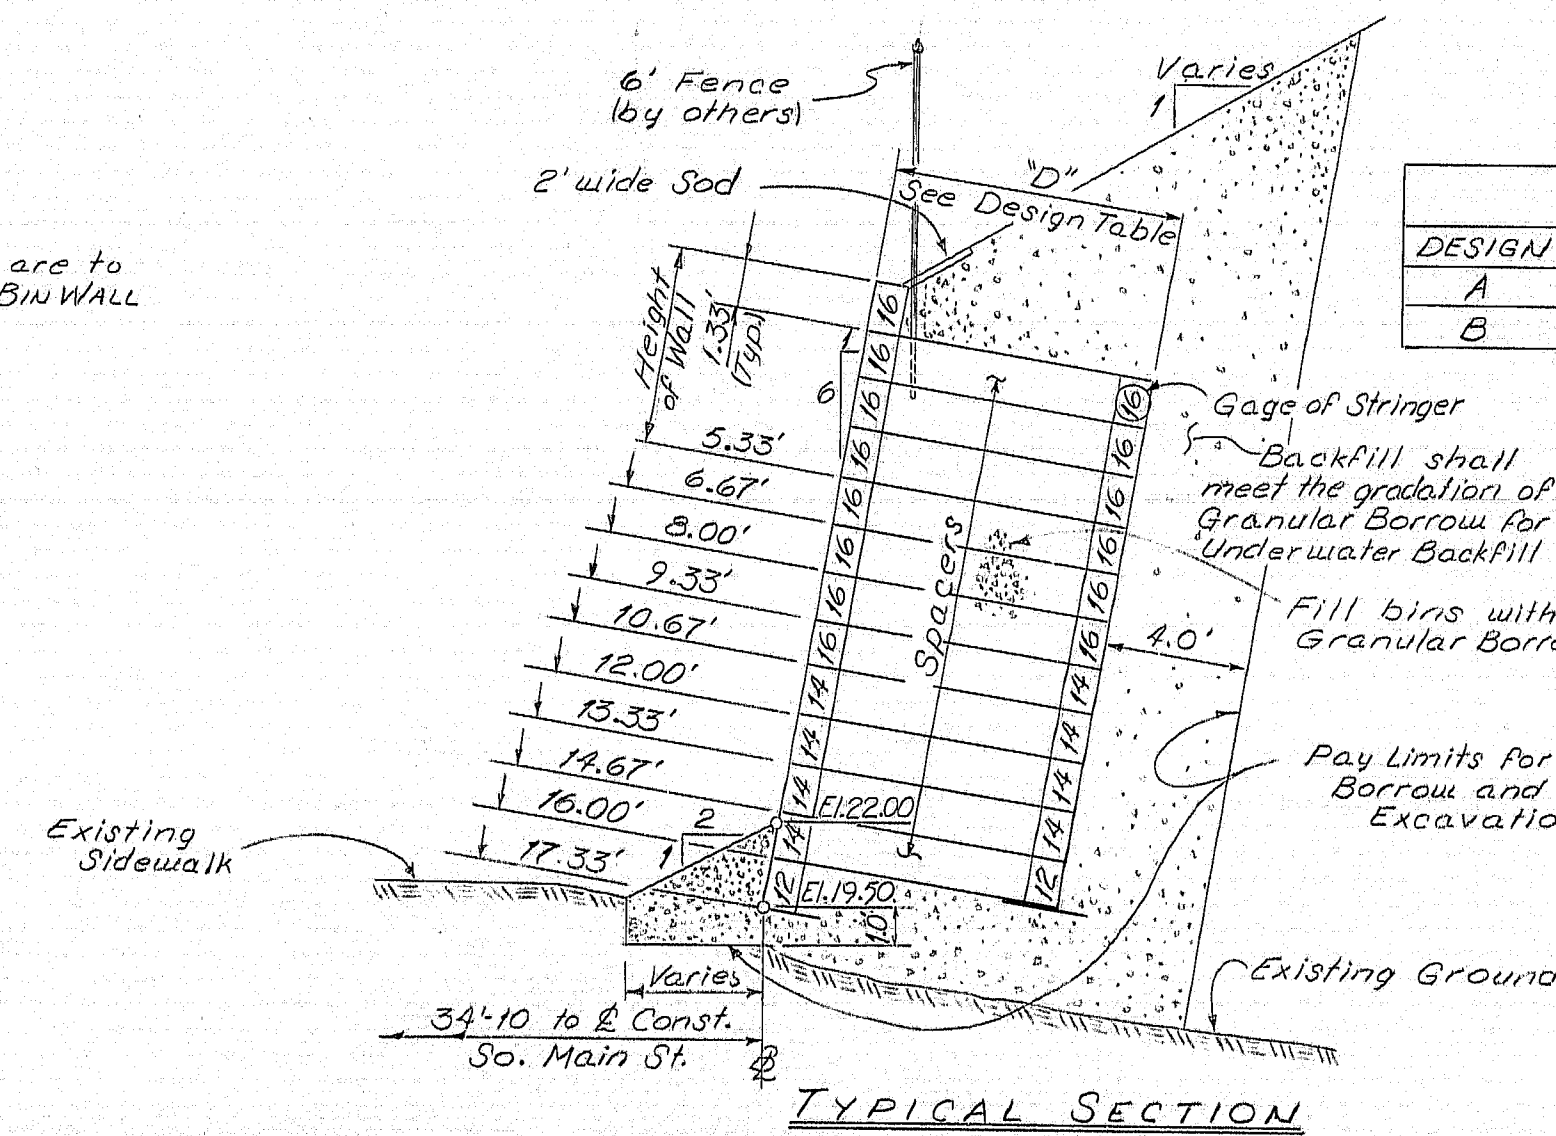 6' Fence
(by others)
Varies
1
2' wide Sod
"D"
See Design Table
are to
BIN WALL
DESIGN
A
B
Height
of Wall
1.33'
(Typ.)
1
6
16
16
16
16
16
16
16
16
14
14
14
14
12
16
16
16
16
16
16
14
14
14
14
12
Gage of Stringer
Backfill shall
meet the gradation of
Granular Borrow for
Underwater Backfill
Spacers
Fill bins with
Granular Borro
4.0'
5.33'
6.67'
8.00'
9.33'
10.67'
12.00'
13.33'
14.67'
16.00'
17.33'
Pay Limits for
Borrow and
Excavatio
Existing
Sidewalk
2
1
El.22.00
El.19.50
1.0'
Existing Ground
Varies
34'-10 to ℄ Const.
So. Main St.
TYPICAL SECTION